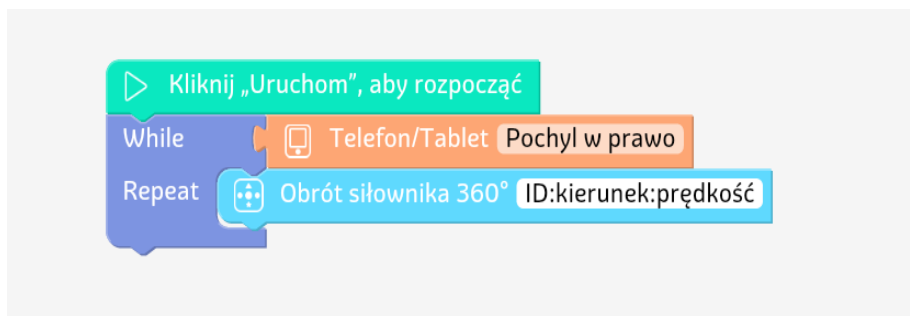 Kliknij „Uruchom”, aby rozpocząć
While Telefon/Tablet Pochyl w prawo
Repeat Obrót siłownika 360° ID:kierunek:prędkość